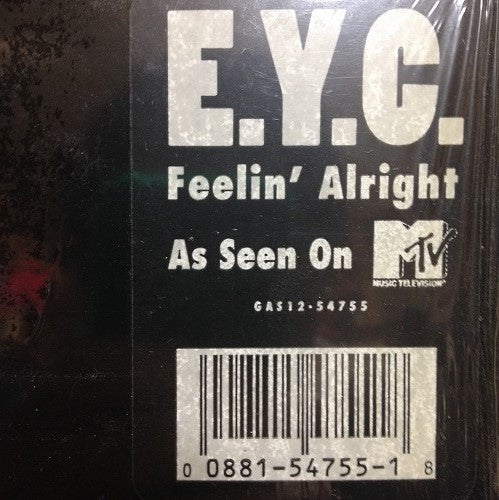 E.Y.C.
Feelin' Alright
As Seen On MTV
MUSIC TELEVISION®
GAS12-54755
0 0881-54755-1 8